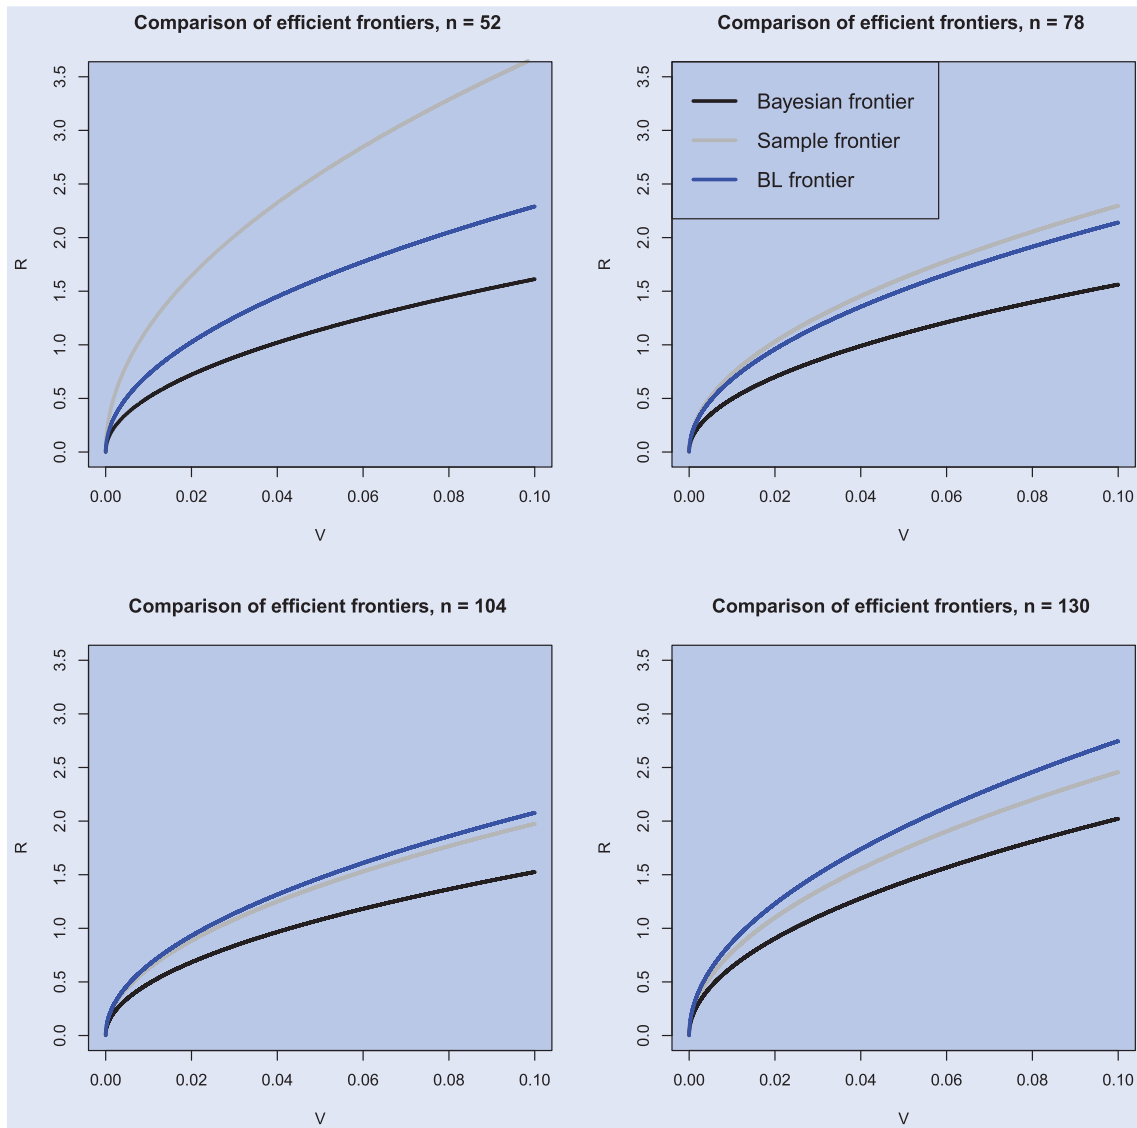 Comparison of efficient frontiers, n = 52
R
0.0 0.5 1.0 1.5 2.0 2.5 3.0 3.5
0.00 0.02 0.04 0.06 0.08 0.10
V
Comparison of efficient frontiers, n = 78
Bayesian frontier
Sample frontier
BL frontier
R
0.0 0.5 1.0 1.5 2.0 2.5 3.0 3.5
0.00 0.02 0.04 0.06 0.08 0.10
V
Comparison of efficient frontiers, n = 104
R
0.0 0.5 1.0 1.5 2.0 2.5 3.0 3.5
0.00 0.02 0.04 0.06 0.08 0.10
V
Comparison of efficient frontiers, n = 130
R
0.0 0.5 1.0 1.5 2.0 2.5 3.0 3.5
0.00 0.02 0.04 0.06 0.08 0.10
V